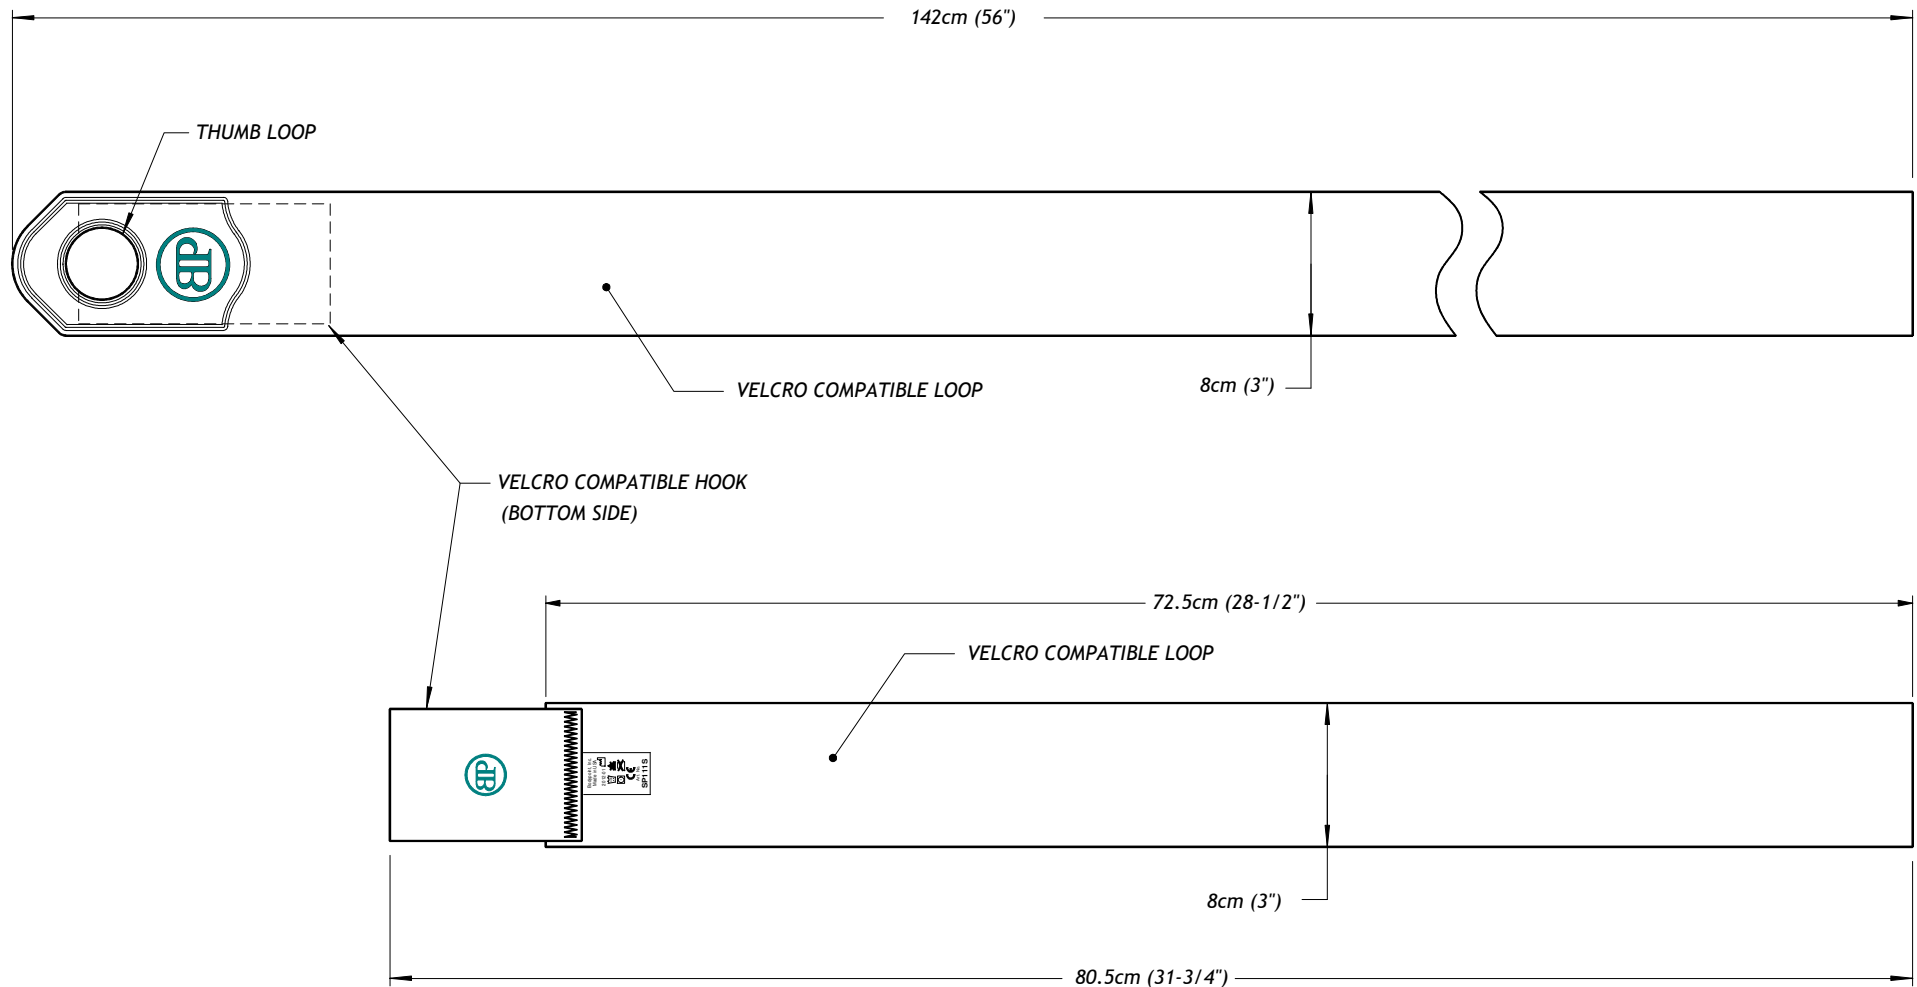 142cm (56")
THUMB LOOP
VELCRO COMPATIBLE LOOP
8cm (3")
VELCRO COMPATIBLE HOOK
(BOTTOM SIDE)
72.5cm (28-1/2")
VELCRO COMPATIBLE LOOP
SP111S
8cm (3")
80.5cm (31-3/4")